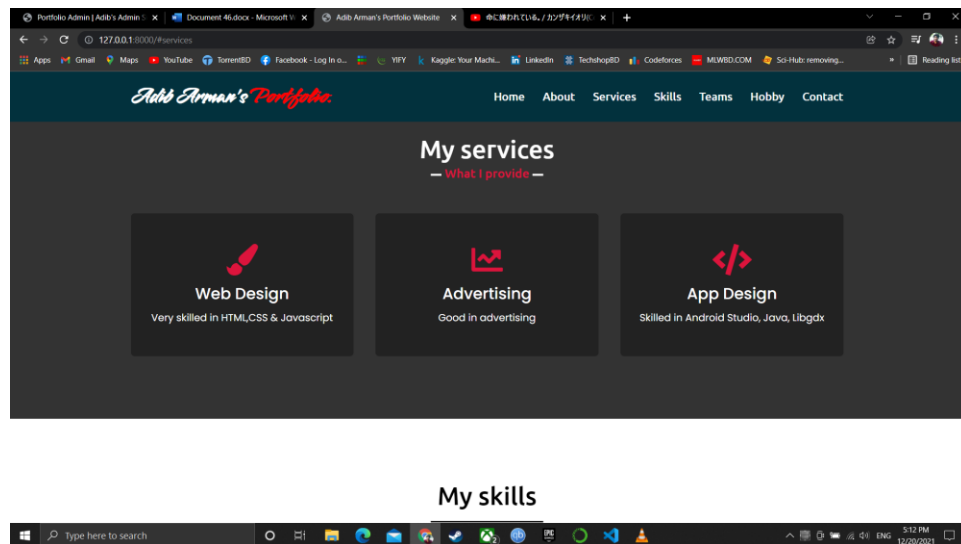 Portfolio Admin | Adib's Admin S
Document 46.docx - Microsoft W
Adib Arman's Portfolio Website
127.0.0.1:8000/#services
Apps
Gmail
Maps
YouTube
TorrentBD
Facebook - Log In o...
YIFY
Kaggle: Your Machi...
LinkedIn
TechshopBD
Codeforces
MLWBD.COM
Sci-Hub: removing...
»
Reading list
Adib Arman's Portfolio.
Home About Services Skills Teams Hobby Contact
My services
What I provide
Web Design
Very skilled in HTML,CSS & Javascript
Advertising
Good in advertising
App Design
Skilled in Android Studio, Java, Libgdx
My skills
Type here to search
ENG
5:12 PM
12/20/2021